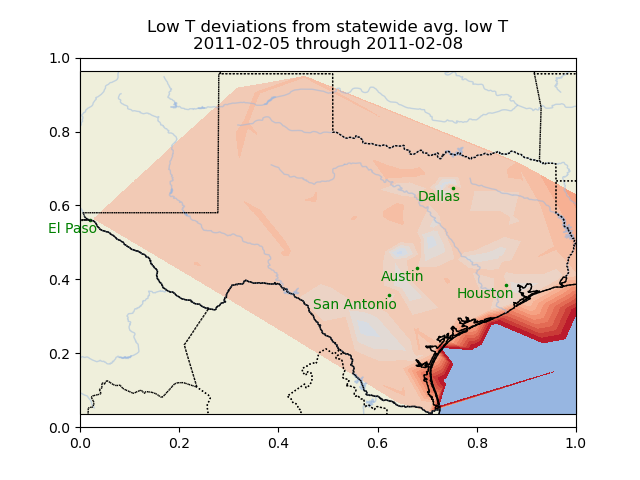 Low T deviations from statewide avg. low T
2011-02-05 through 2011-02-08
1.0
0.8
0.6
0.4
0.2
0.0
Dallas
El Paso
Austin
San Antonio
Houston
0.0 0.2 0.4 0.6 0.8 1.0